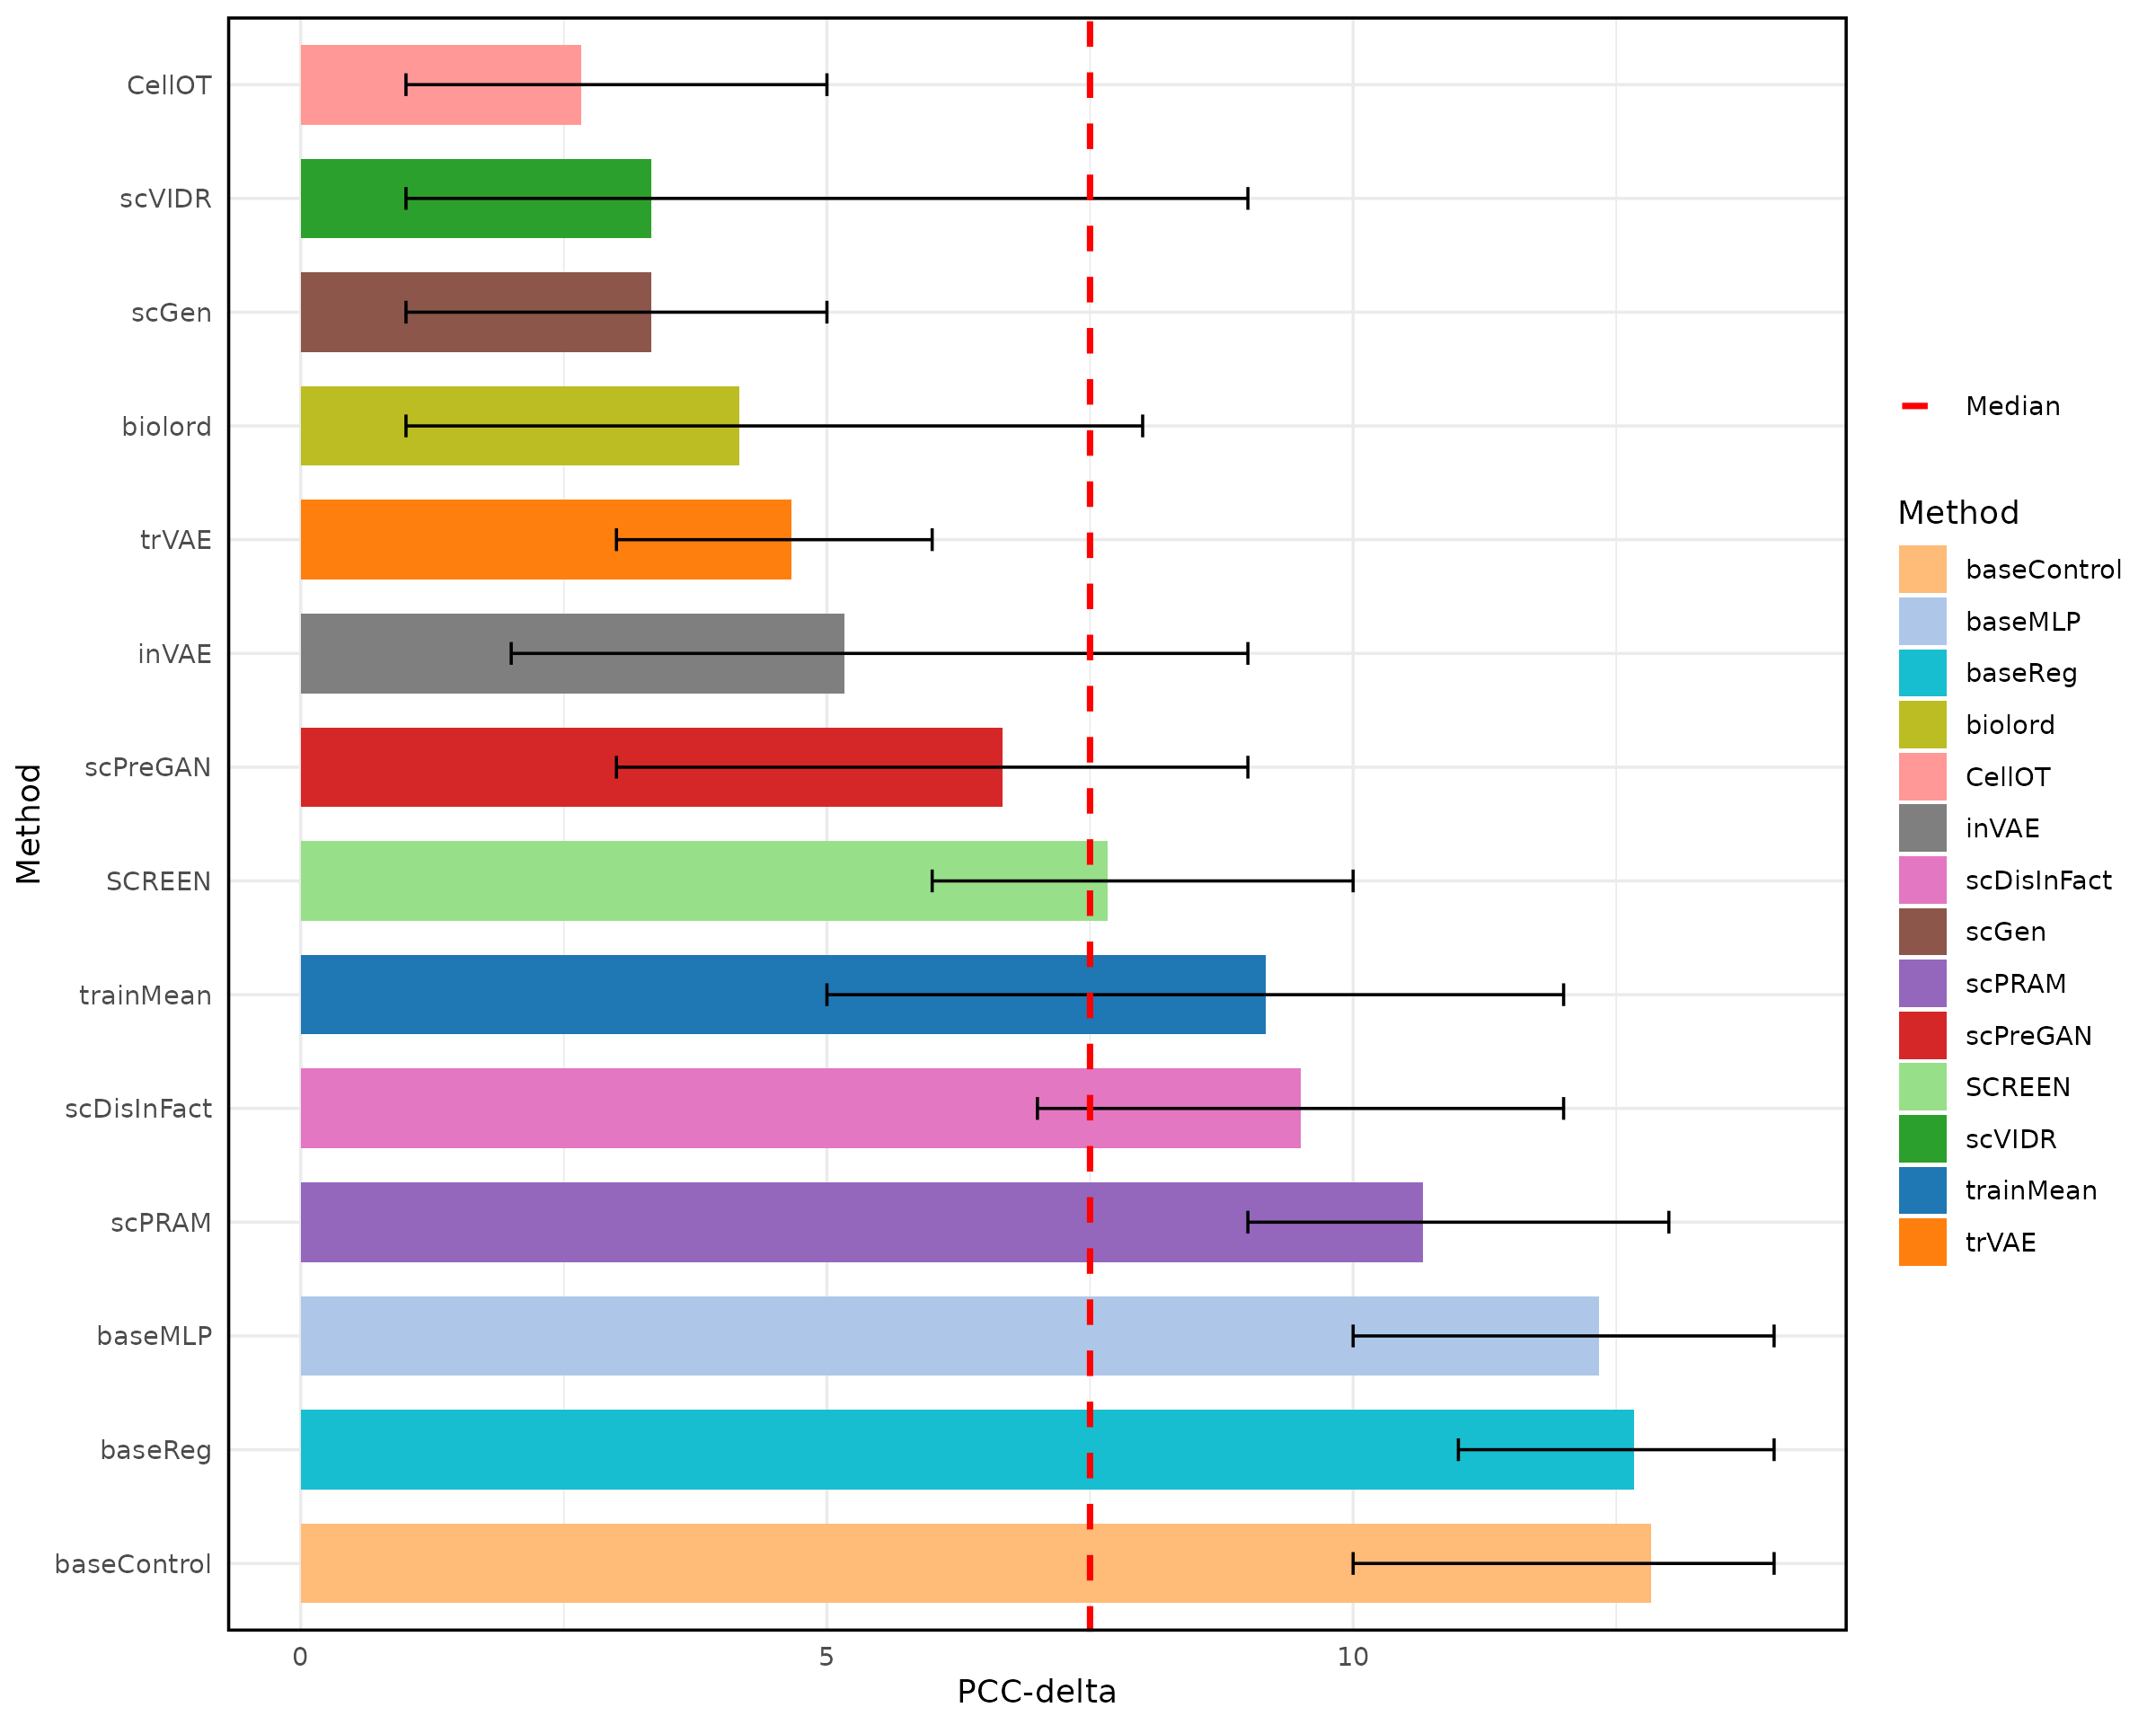 Method
CellOT
scVIDR
scGen
biolord
trVAE
inVAE
scPreGAN
SCREEN
trainMean
scDisInFact
scPRAM
baseMLP
baseReg
baseControl
0 5 10
PCC-delta
Median
Method
baseControl
baseMLP
baseReg
biolord
CellOT
inVAE
scDisInFact
scGen
scPRAM
scPreGAN
SCREEN
scVIDR
trainMean
trVAE